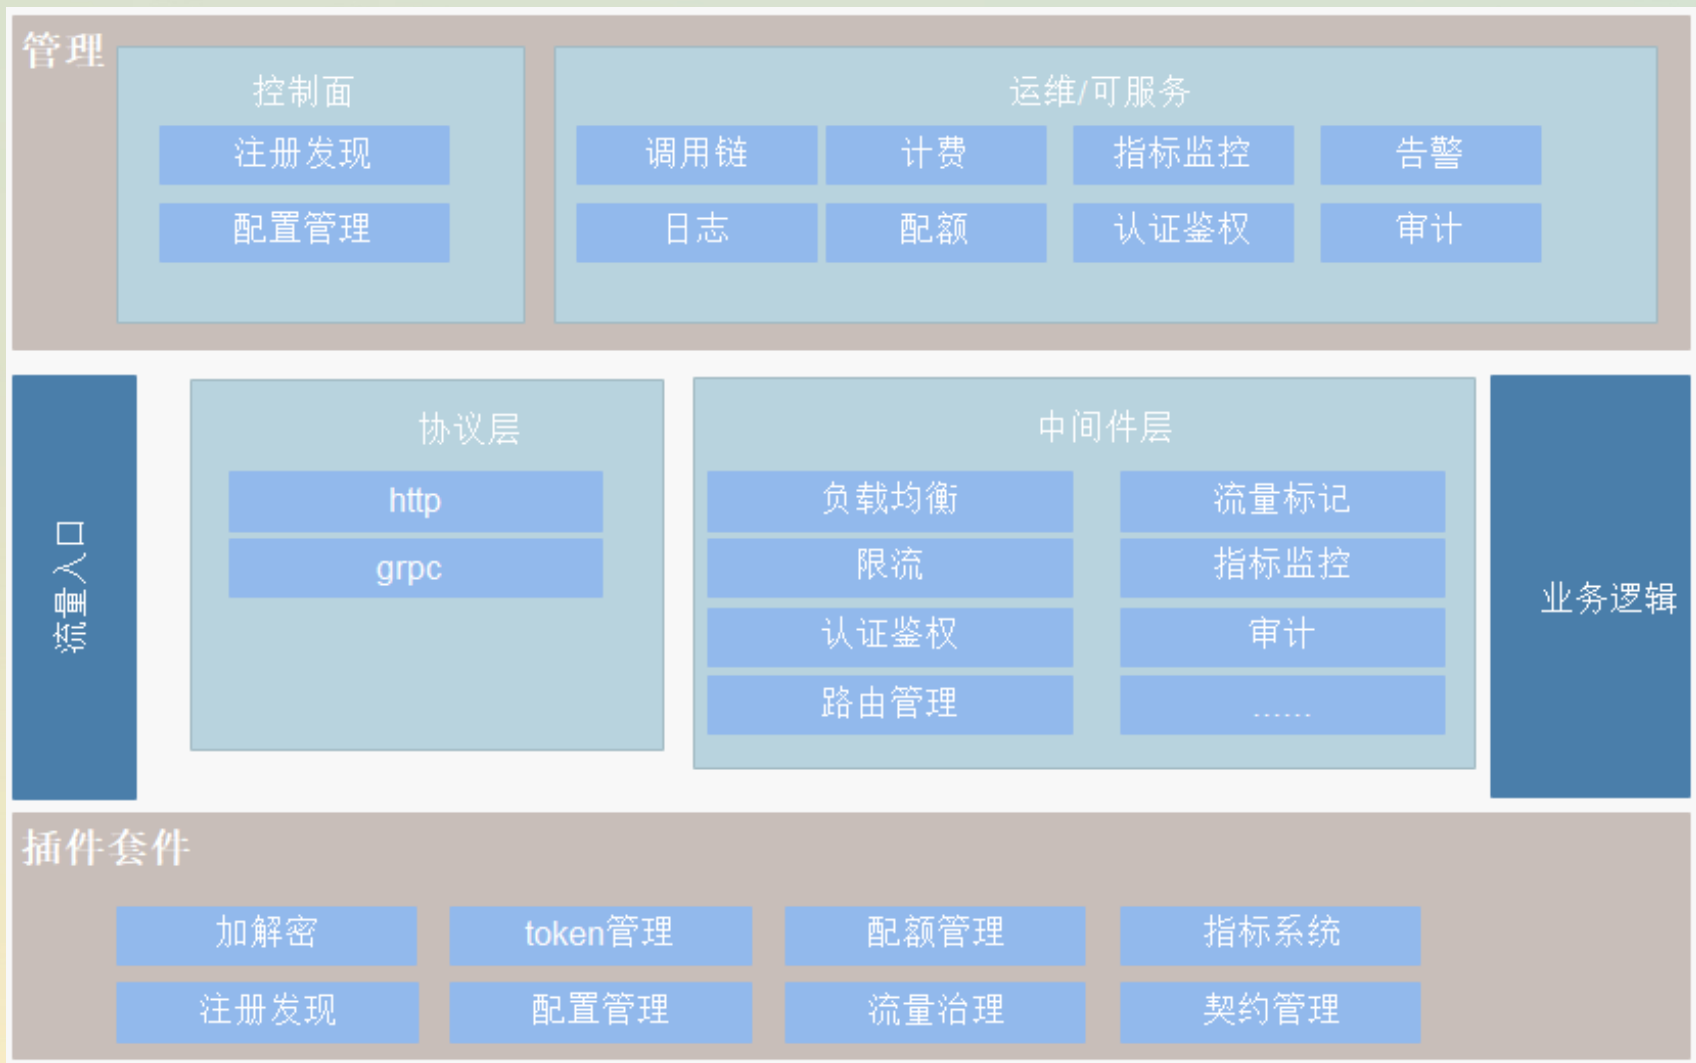 管理
控制面
注册发现
配置管理
运维/可服务
调用链
计费
指标监控
告警
日志
配额
认证鉴权
审计
流量入口
协议层
http
grpc
中间件层
负载均衡
流量标记
限流
指标监控
认证鉴权
审计
路由管理
......
业务逻辑
插件套件
加解密
token管理
配额管理
指标系统
注册发现
配置管理
流量治理
契约管理